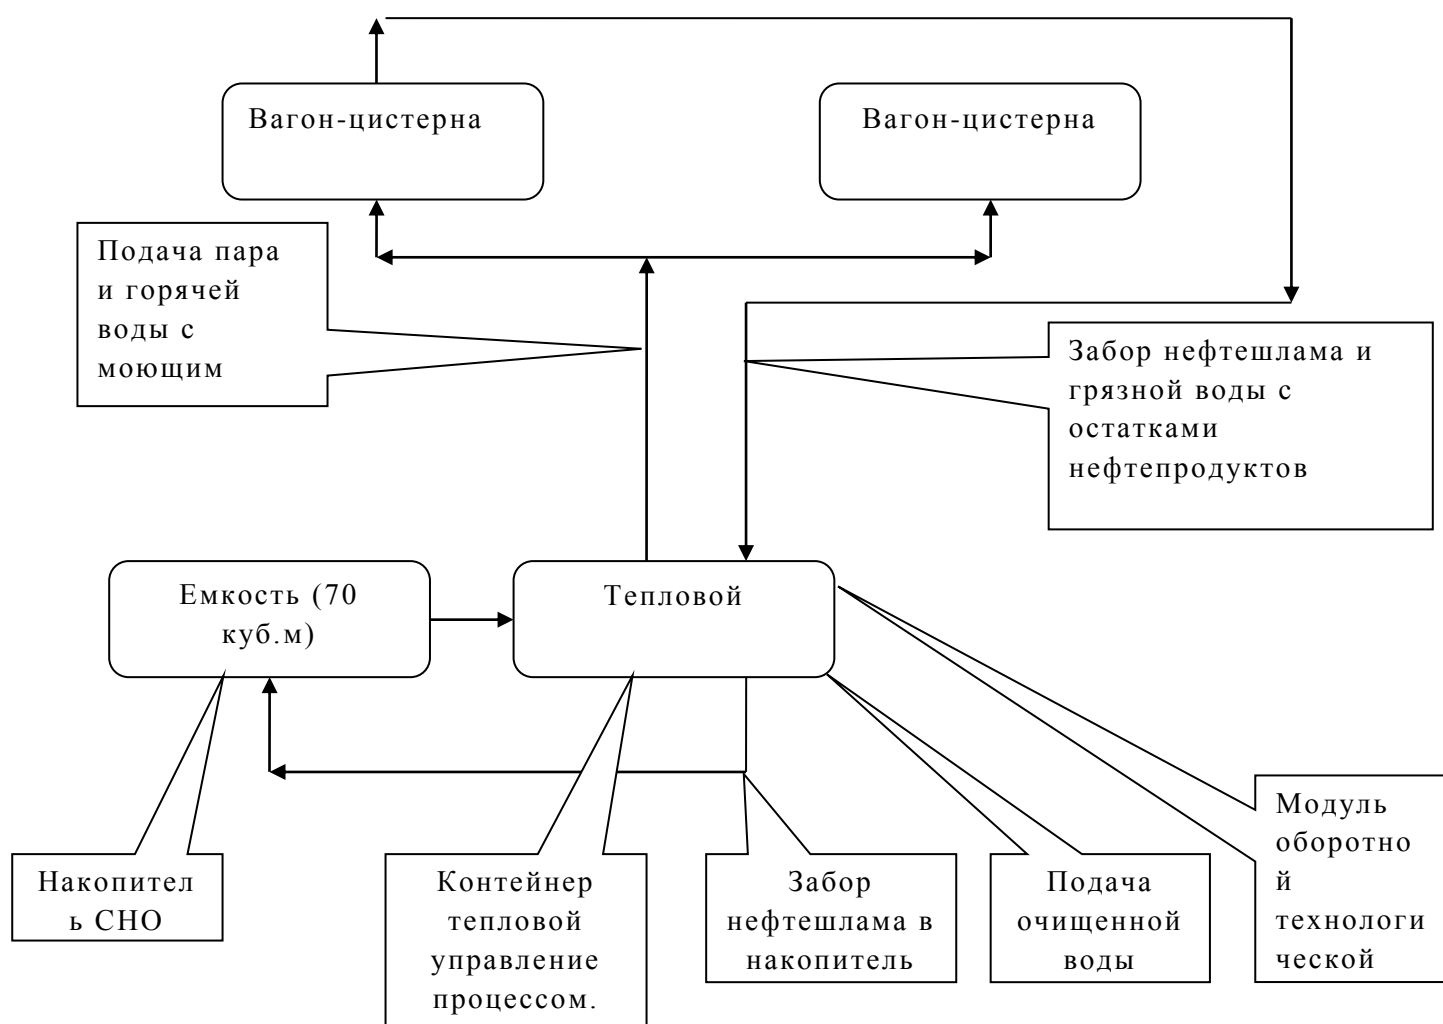 Вагон-цистерна
Вагон-цистерна
Подача пара
и горячей
воды с
моющим
Забор нефтешлама и
грязной воды с
остатками
нефтепродуктов
Емкость (70
куб.м)
Тепловой
Накопител
ь СНО
Контейнер
тепловой
управление
процессом.
Забор
нефтешлама в
накопитель
Подача
очищенной
воды
Модуль
оборотно
й
технологи
ческой